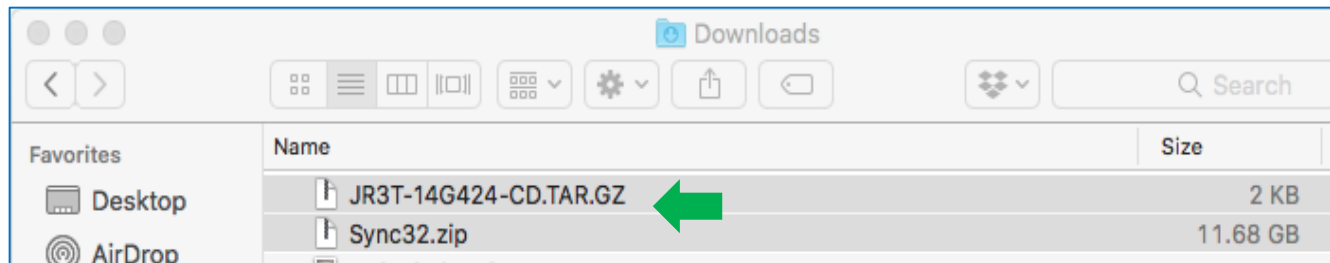 Downloads
Search
Favorites
Name Size
Desktop
JR3T-14G424-CD.TAR.GZ 2 KB
Sync32.zip 11.68 GB
AirDrop